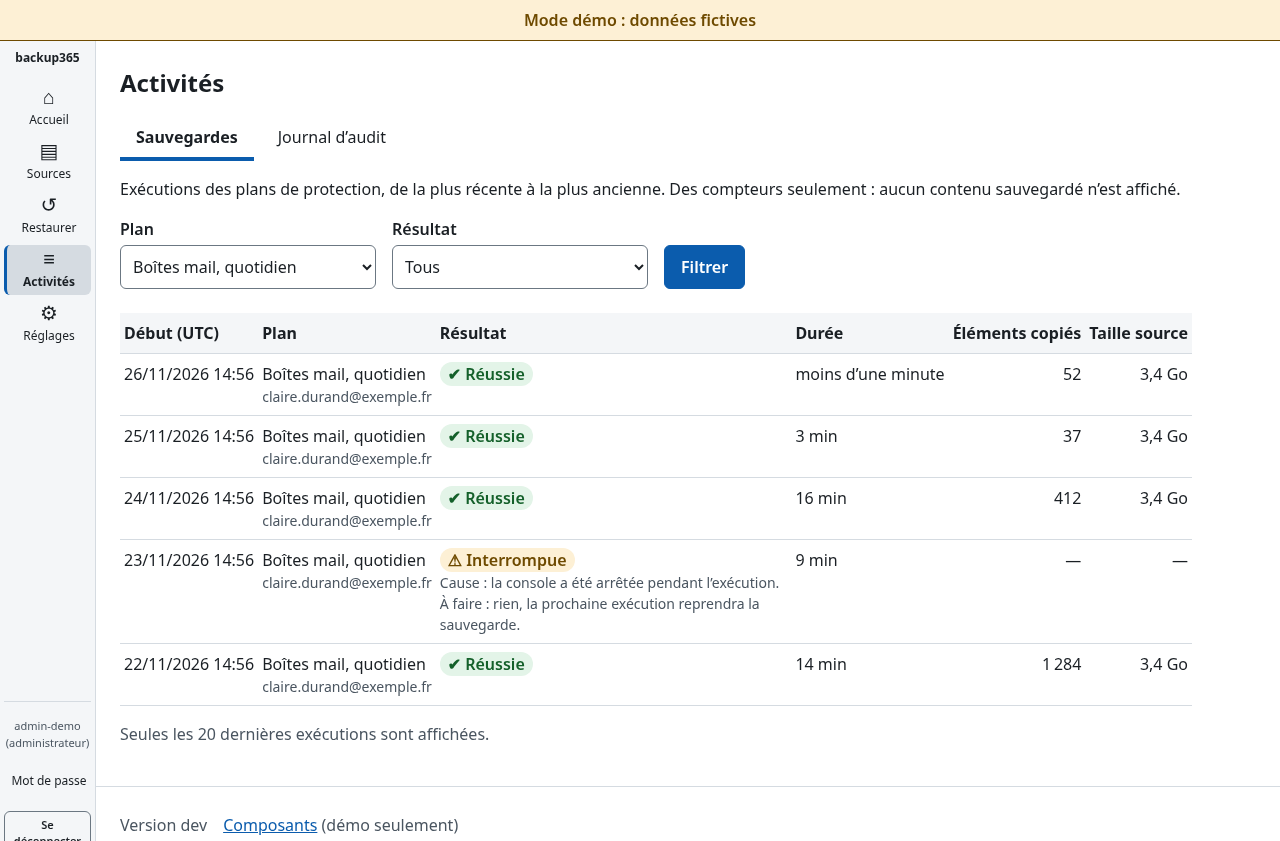 Mode démo : données fictives
backup365
Accueil
Sources
Restaurer
Activités
Réglages
admin-demo
(administrateur)
Mot de passe
Se
déconnecter
Activités
Sauvegardes
Journal d’audit
Exécutions des plans de protection, de la plus récente à la plus ancienne. Des compteurs seulement : aucun contenu sauvegardé n’est affiché.
Plan
Résultat
Boîtes mail, quotidien
Tous
Filtrer
Début (UTC) Plan Résultat Durée Éléments copiés Taille source
26/11/2026 14:56 Boîtes mail, quotidien ✔ Réussie moins d’une minute 52 3,4 Go
claire.durand@exemple.fr
25/11/2026 14:56 Boîtes mail, quotidien ✔ Réussie 3 min 37 3,4 Go
claire.durand@exemple.fr
24/11/2026 14:56 Boîtes mail, quotidien ✔ Réussie 16 min 412 3,4 Go
claire.durand@exemple.fr
23/11/2026 14:56 Boîtes mail, quotidien ⚠ Interrompue 9 min — —
claire.durand@exemple.fr Cause : la console a été arrêtée pendant l’exécution.
À faire : rien, la prochaine exécution reprendra la
sauvegarde.
22/11/2026 14:56 Boîtes mail, quotidien ✔ Réussie 14 min 1 284 3,4 Go
claire.durand@exemple.fr
Seules les 20 dernières exécutions sont affichées.
Version dev Composants (démo seulement)